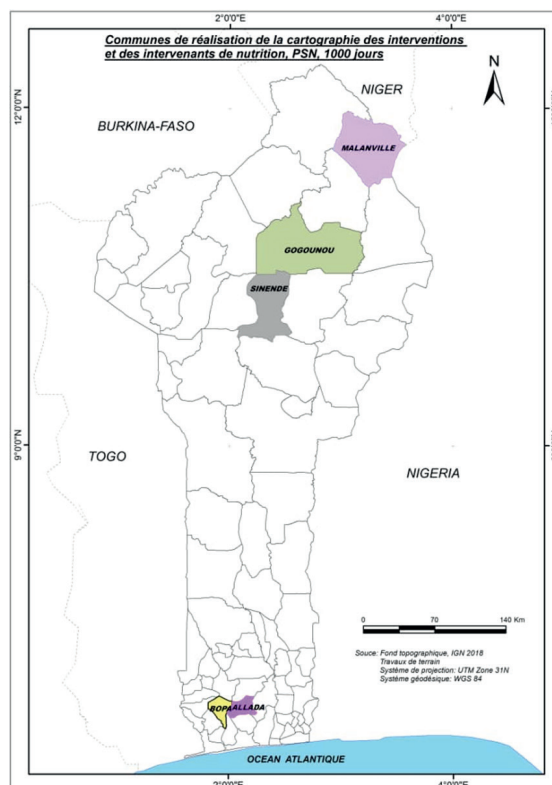 2°0'0"E
4°0'0"E
Communes de réalisation de la cartographie des interventions
et des intervenants de nutrition, PSN, 1000 jours
N
NIGER
12°0'0"N
BURKINA-FASO
MALANVILLE
GOGOUNOU
SINENDE
9°0'0"N
TOGO
NIGERIA
0 70 140 Km
Souce: Fond topographique, IGN 2018
Travaux de terrain
Système de projection: UTM Zone 31N
Système géodésique: WGS 84
BOPA
ALLADA
OCEAN ATLANTIQUE